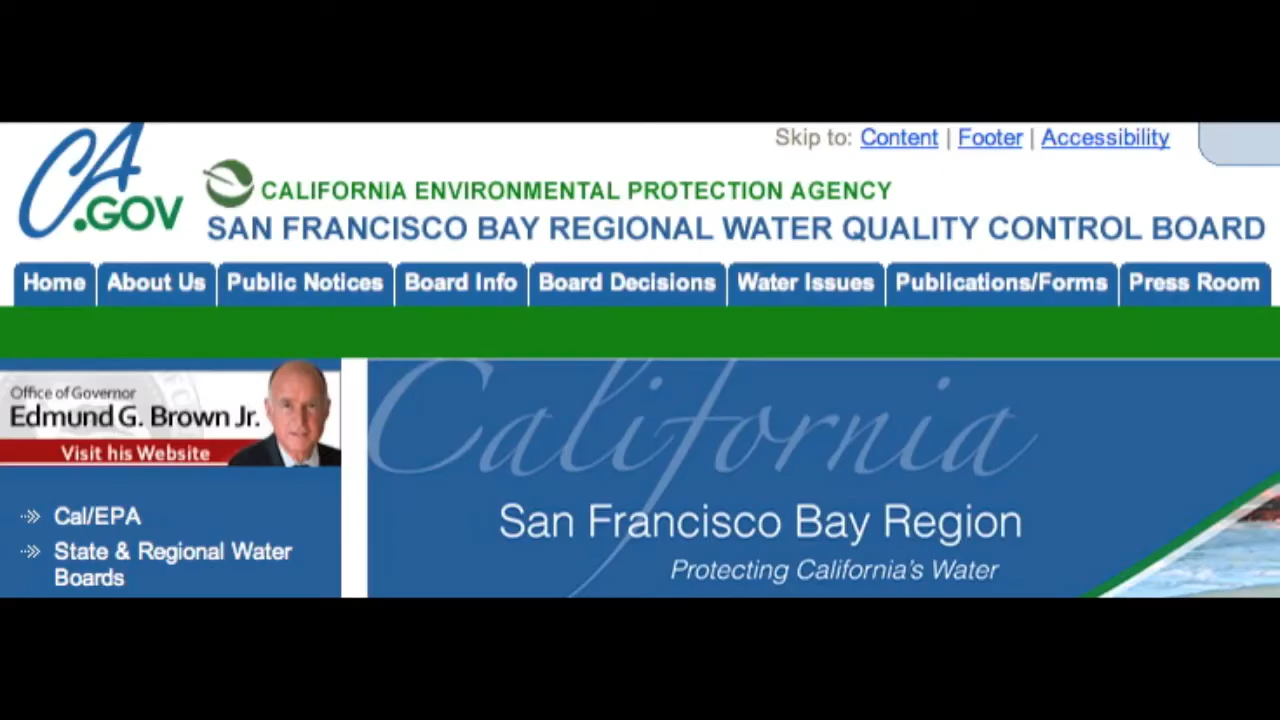 CA.GOV
Skip to: Content | Footer | Accessibility
CALIFORNIA ENVIRONMENTAL PROTECTION AGENCY
SAN FRANCISCO BAY REGIONAL WATER QUALITY CONTROL BOARD
Home About Us Public Notices Board Info Board Decisions Water Issues Publications/Forms Press Room
Office of Governor
Edmund G. Brown Jr.
Visit his Website
Cal/EPA
State & Regional Water
Boards
California
San Francisco Bay Region
Protecting California's Water